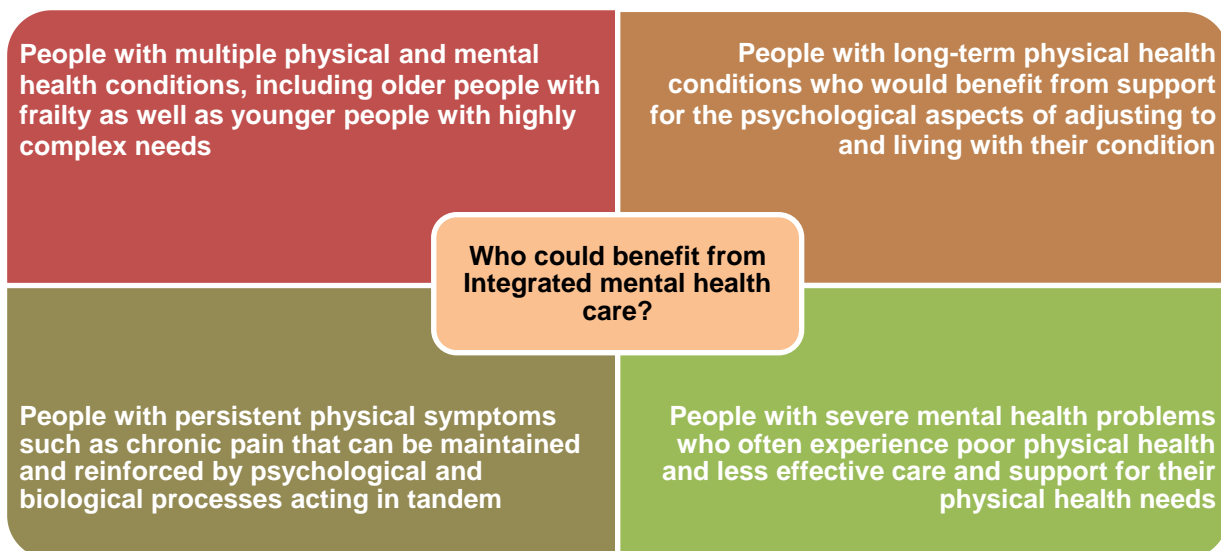 People with multiple physical and mental
health conditions, including older people with
frailty as well as younger people with highly
complex needs
People with long-term physical health
conditions who would benefit from support
for the psychological aspects of adjusting to
and living with their condition
Who could benefit from
Integrated mental health
care?
People with persistent physical symptoms
such as chronic pain that can be maintained
and reinforced by psychological and
biological processes acting in tandem
People with severe mental health problems
who often experience poor physical health
and less effective care and support for their
physical health needs